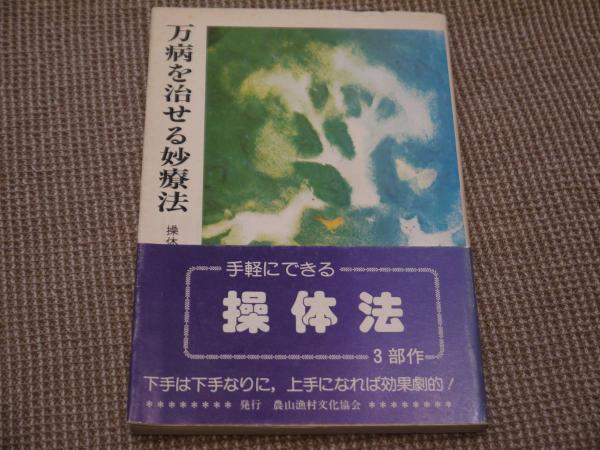 万病を治せる妙療法
操体
手軽にできる
操体法
3部作
下手は下手なりに，上手になれば効果劇的！
******** 発行 農山漁村文化協会 ********